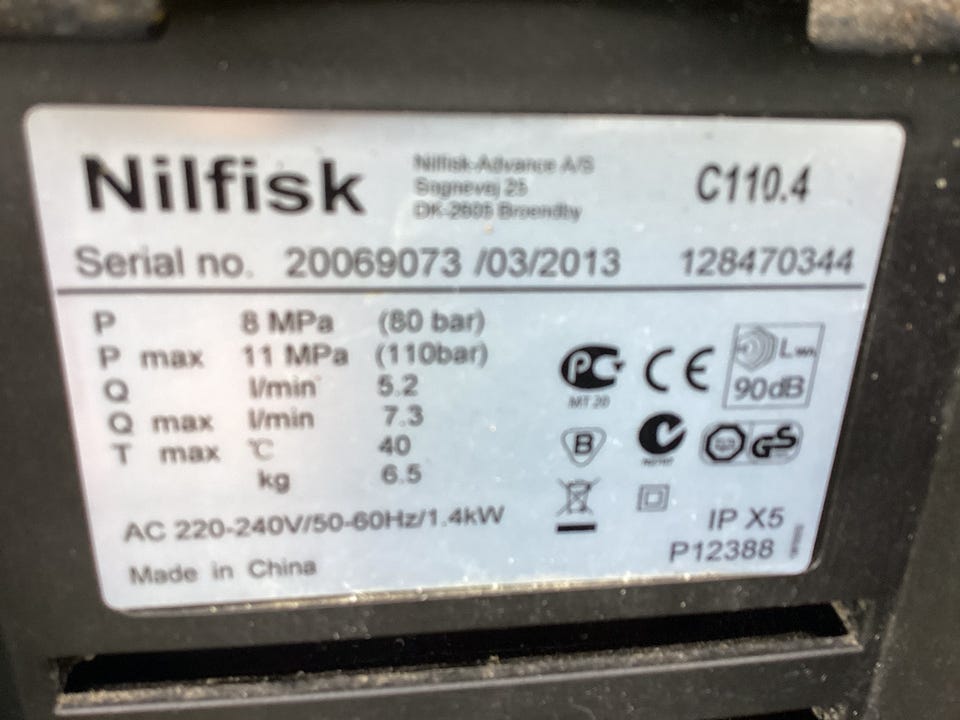 Nilfisk
Nilfisk-Advance A/S
Sognevej 25
DK-2605 Broendby
C110.4
Serial no. 20069073 /03/2013 128470344
P 8 MPa (80 bar)
P max 11 MPa (110bar)
Q l/min 5.2
Q max l/min 7.3
T max °C 40
kg 6.5
AC 220-240V/50-60Hz/1.4kW
Made in China
PC
MT 20
CE
LWA
90dB
B
GS
IP X5
P12388